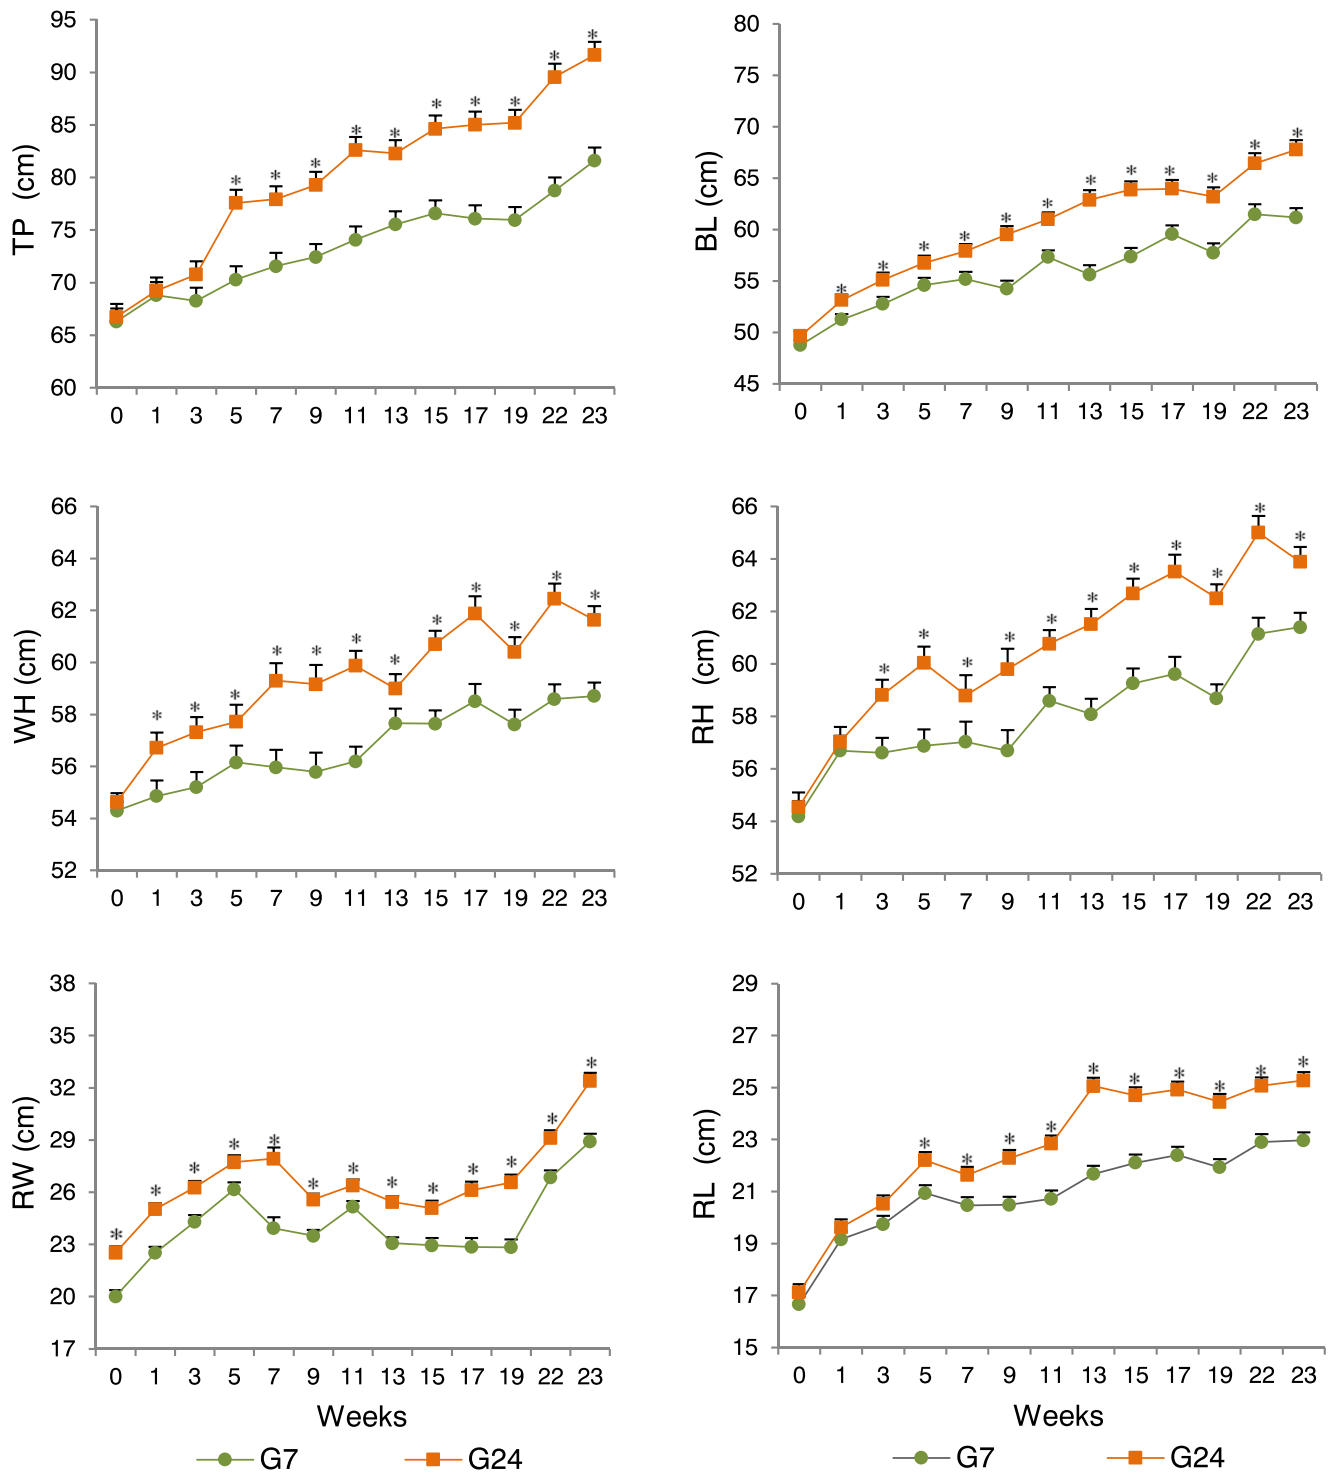 95
90
85
80
75
70
65
60
TP (cm)
* * * * * * * * * *
0 1 3 5 7 9 11 13 15 17 19 22 23
80
75
70
65
60
55
50
45
BL (cm)
* * * * * * * * * * * *
0 1 3 5 7 9 11 13 15 17 19 22 23
66
64
62
60
58
56
54
52
WH (cm)
* * * * * * * * * * * *
0 1 3 5 7 9 11 13 15 17 19 22 23
66
64
62
60
58
56
54
52
RH (cm)
* * * * * * * * * * *
0 1 3 5 7 9 11 13 15 17 19 22 23
38
35
32
29
26
23
20
17
RW (cm)
* * * * * * * * * * * * *
0 1 3 5 7 9 11 13 15 17 19 22 23
Weeks
G7 G24
29
27
25
23
21
19
17
15
RL (cm)
* * * * * * * * * *
0 1 3 5 7 9 11 13 15 17 19 22 23
Weeks
G7 G24